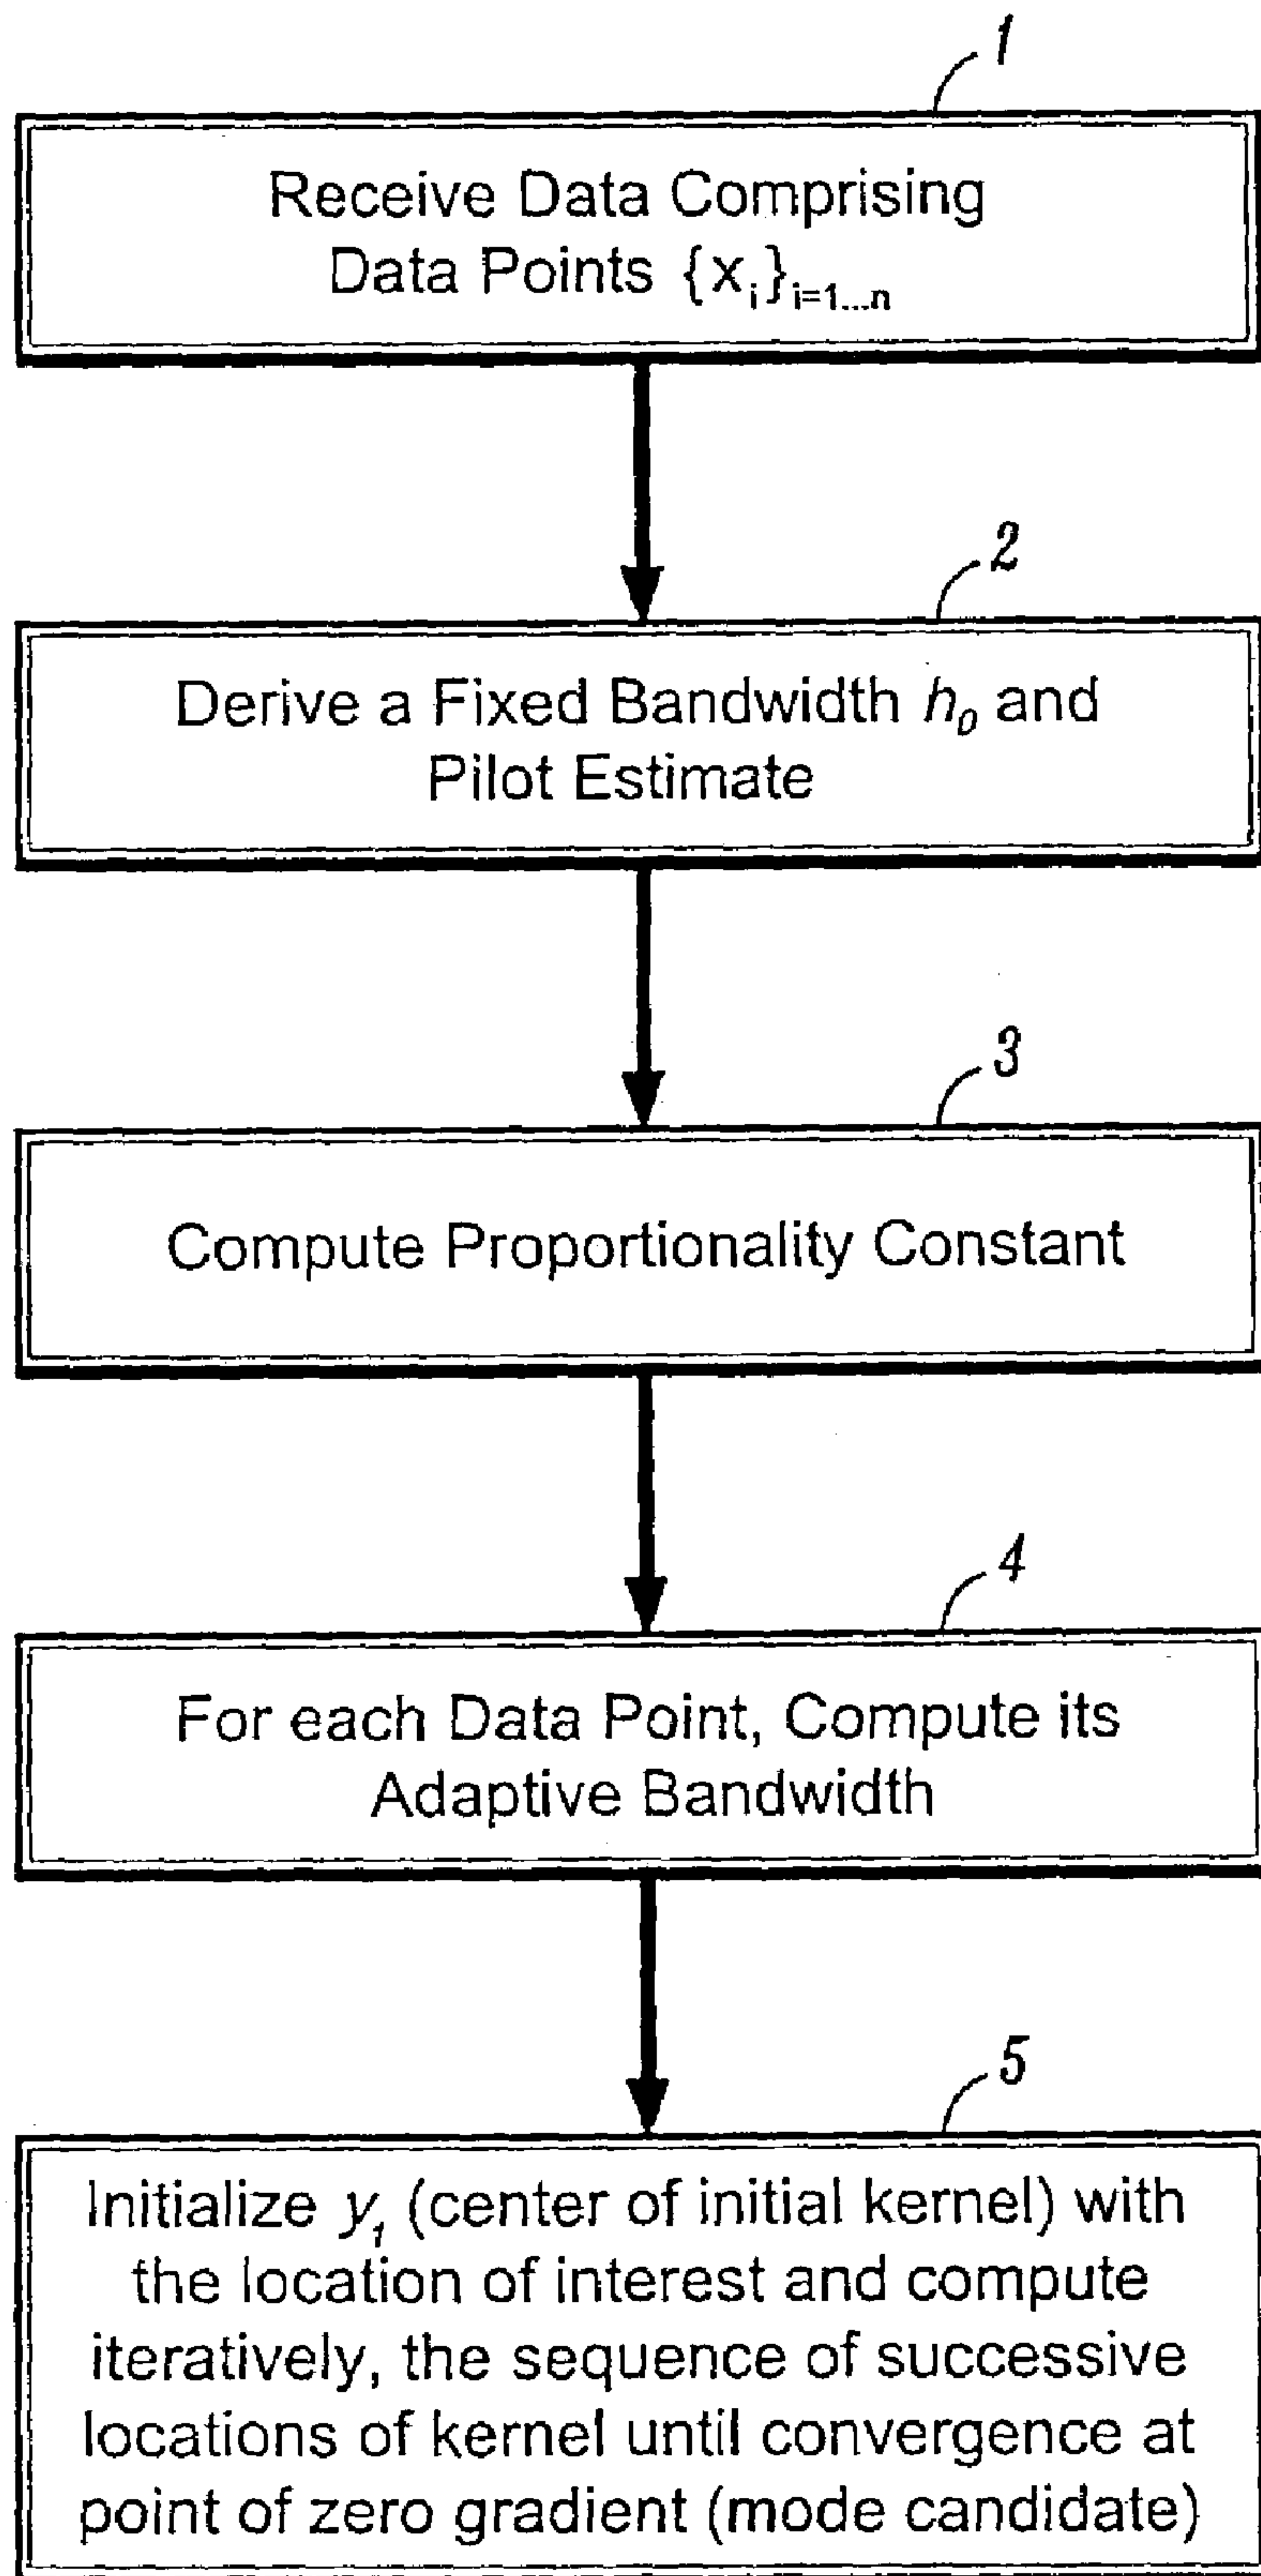 1
Receive Data Comprising
Data Points {x_i}_{i=1...n}
2
Derive a Fixed Bandwidth h_0 and
Pilot Estimate
3
Compute Proportionality Constant
4
For each Data Point, Compute its
Adaptive Bandwidth
5
Initialize y_1 (center of initial kernel) with
the location of interest and compute
iteratively, the sequence of successive
locations of kernel until convergence at
point of zero gradient (mode candidate)